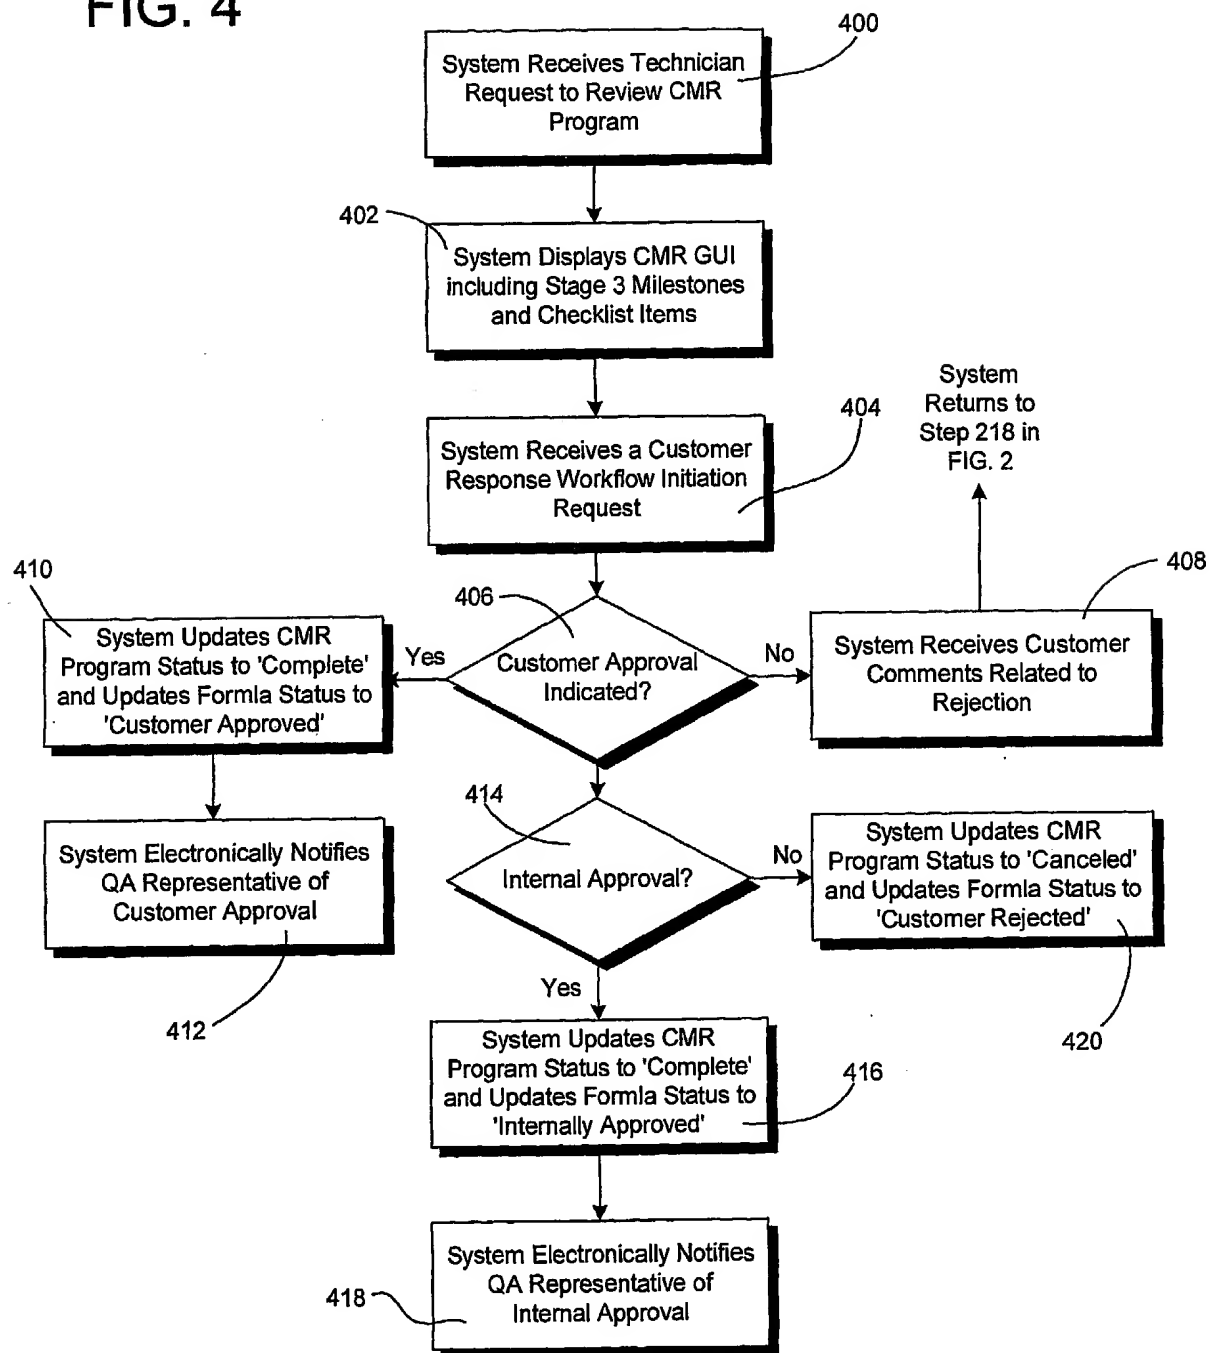 FIG. 4
400
System Receives Technician
Request to Review CMR
Program
402
System Displays CMR GUI
including Stage 3 Milestones
and Checklist Items
System
Returns to
Step 218 in
FIG. 2
404
System Receives a Customer
Response Workflow Initiation
Request
410
406
408
System Updates CMR
Program Status to 'Complete'
and Updates Formla Status to
'Customer Approved'
Yes
Customer Approval
Indicated?
No
System Receives Customer
Comments Related to
Rejection
414
System Electronically Notifies
QA Representative of
Customer Approval
412
Internal Approval?
No
System Updates CMR
Program Status to 'Canceled'
and Updates Formla Status to
'Customer Rejected'
420
Yes
System Updates CMR
Program Status to 'Complete'
and Updates Formla Status to
'Internally Approved'
416
System Electronically Notifies
QA Representative of
Internal Approval
418